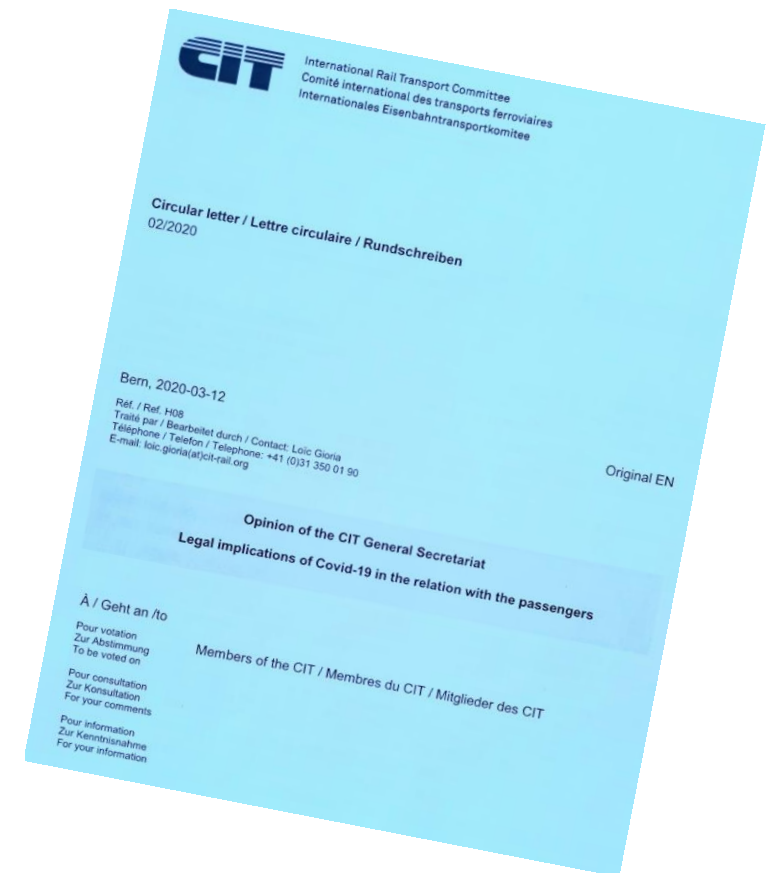 CIT
International Rail Transport Committee
Comité international des transports ferroviaires
Internationales Eisenbahntransportkomitee
Circular letter / Lettre circulaire / Rundschreiben
02/2020
Bern, 2020-03-12
Réf. / Ref. H08
Traité par / Bearbeitet durch / Contact: Loïc Gioria
Téléphone / Telefon / Telephone: +41 (0)31 350 01 90
E-mail: loic.gioria(at)cit-rail.org
Original EN
Opinion of the CIT General Secretariat
Legal implications of Covid-19 in the relation with the passengers
À / Geht an /to
Pour votation
Zur Abstimmung
To be voted on
Members of the CIT / Membres du CIT / Mitglieder des CIT
Pour consultation
Zur Konsultation
For your comments
Pour information
Zur Kenntnisnahme
For your information